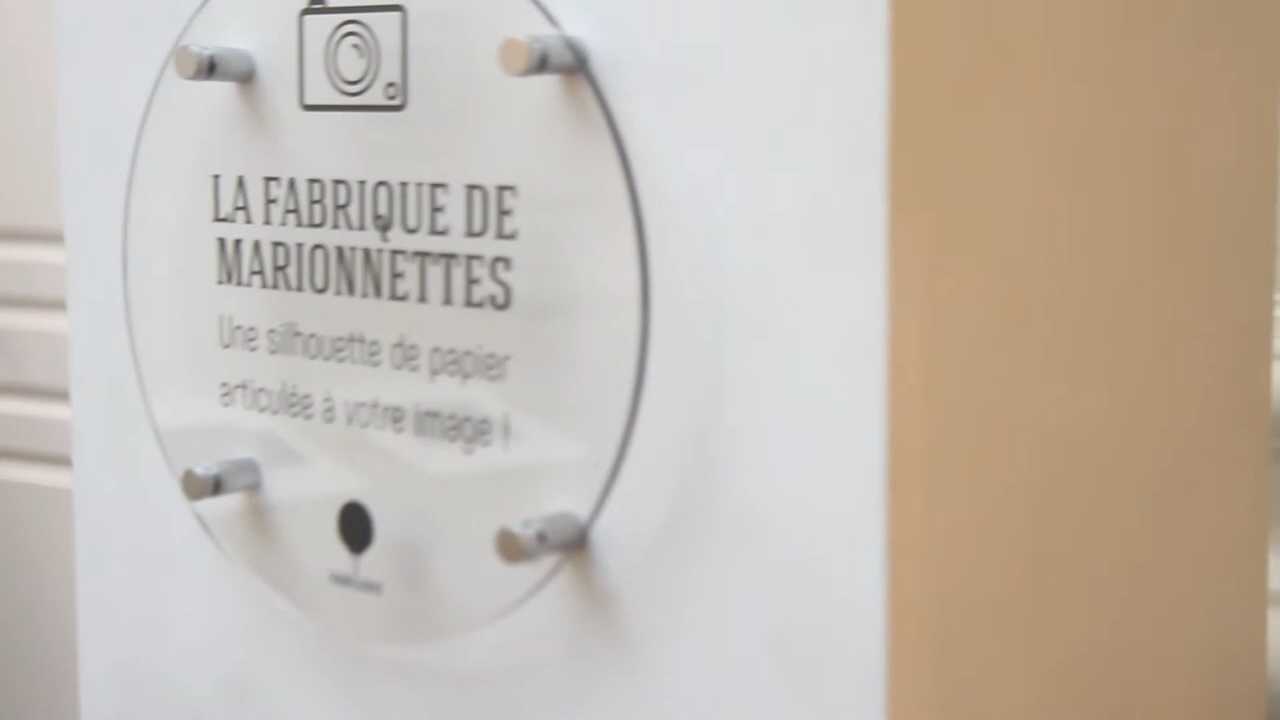 LA FABRIQUE DE
MARIONNETTES
Une silhouette de papier
articulée à votre image !